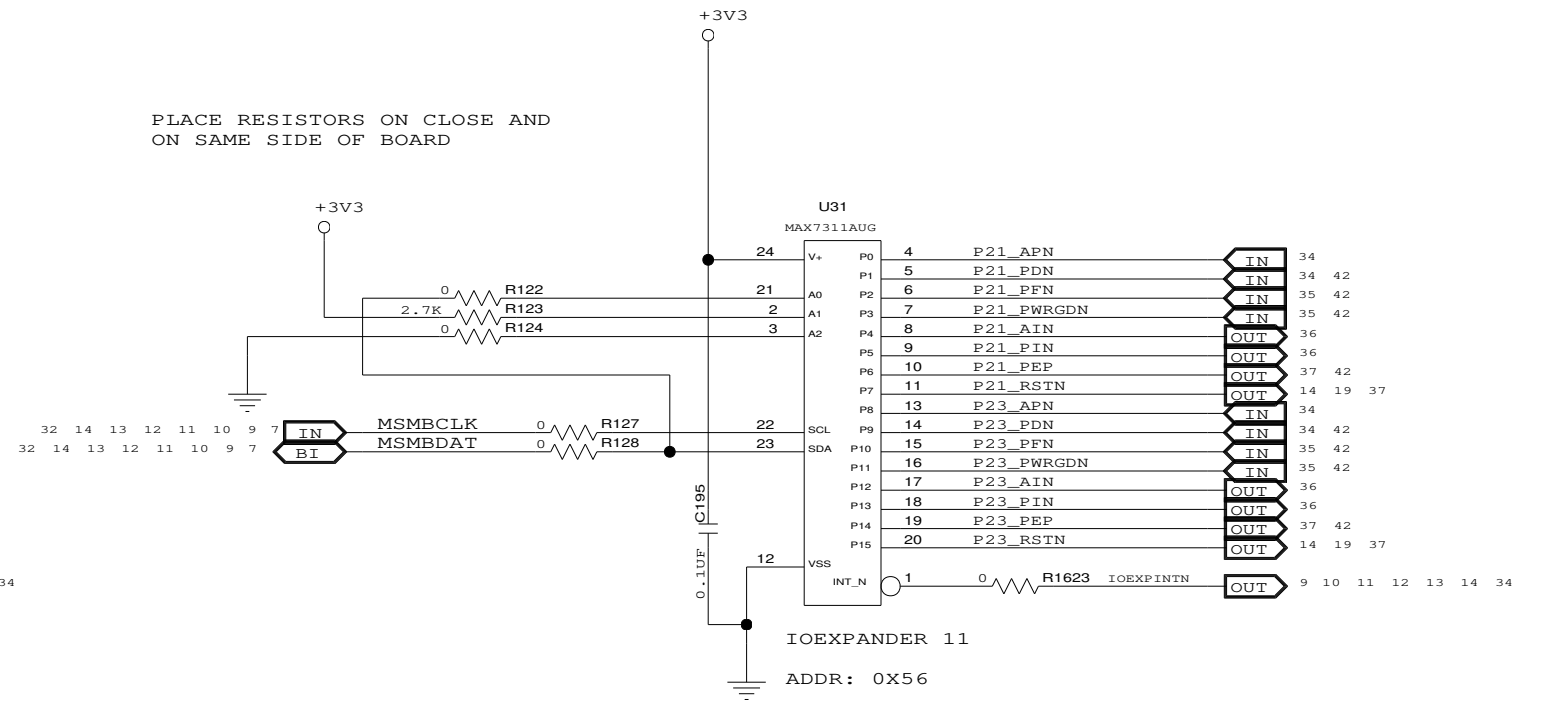 +3V3
PLACE RESISTORS ON CLOSE AND
ON SAME SIDE OF BOARD
+3V3
U31
MAX7311AUG
24 V+ P0 4 P21_APN IN 34
P1 5 P21_PDN IN 34 42
0 R122 21 A0 P2 6 P21_PFN IN 35 42
2.7K R123 2 A1 P3 7 P21_PWRGDN IN 35 42
0 R124 3 A2 P4 8 P21_AIN OUT 36
P5 9 P21_PIN OUT 36
P6 10 P21_PEP OUT 37 42
P7 11 P21_RSTN OUT 14 19 37
P8 13 P23_APN IN 34
32 14 13 12 11 10 9 7 IN MSMBCLK 0 R127 22 SCL P9 14 P23_PDN IN 34 42
32 14 13 12 11 10 9 7 BI MSMBDAT 0 R128 23 SDA P10 15 P23_PFN IN 35 42
P11 16 P23_PWRGDN IN 35 42
P12 17 P23_AIN OUT 36
P13 18 P23_PIN OUT 36
P14 19 P23_PEP OUT 37 42
P15 20 P23_RSTN OUT 14 19 37
C195
0.1UF
12 VSS
34
INT_N 1 0 R1623 IOEXPINTN OUT 9 10 11 12 13 14 34
IOEXPANDER 11
ADDR: 0X56